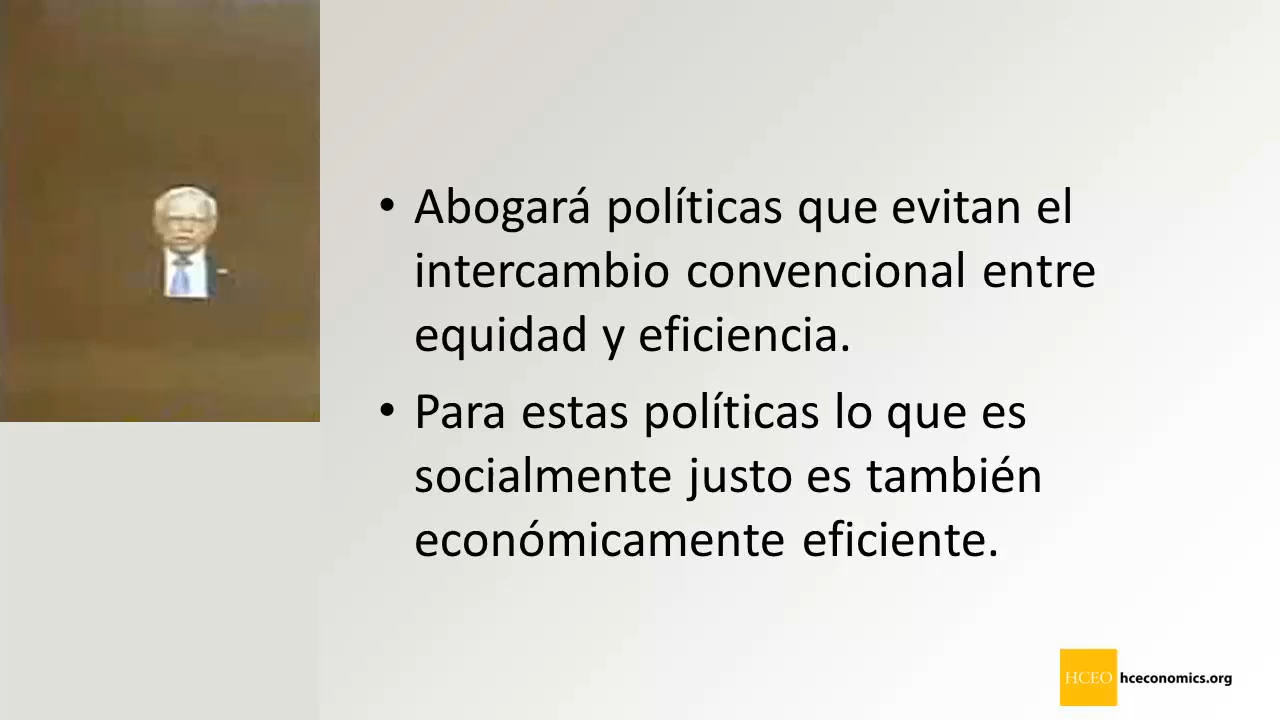 • Abogará políticas que evitan el
intercambio convencional entre
equidad y eficiencia.
• Para estas políticas lo que es
socialmente justo es también
económicamente eficiente.
HCEO hceconomics.org